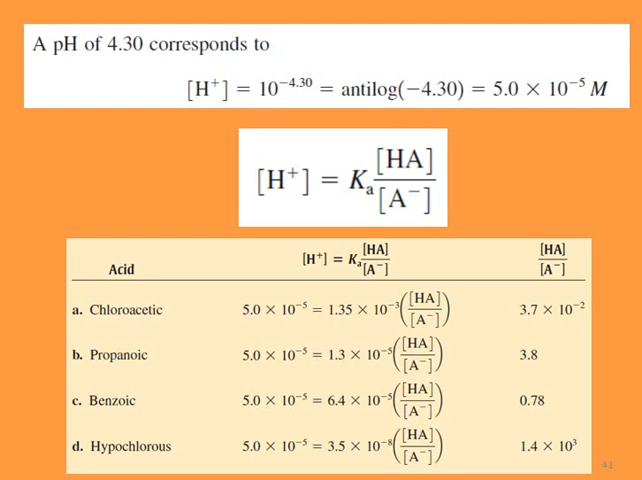 A pH of 4.30 corresponds to
[H⁺] = 10⁻⁴·³⁰ = antilog(−4.30) = 5.0 × 10⁻⁵ M
[H⁺] = Kₐ [HA]/[A⁻]
Acid [H⁺] = Kₐ [HA]/[A⁻] [HA]/[A⁻]
a. Chloroacetic 5.0 × 10⁻⁵ = 1.35 × 10⁻³([HA]/[A⁻]) 3.7 × 10⁻²
b. Propanoic 5.0 × 10⁻⁵ = 1.3 × 10⁻⁵([HA]/[A⁻]) 3.8
c. Benzoic 5.0 × 10⁻⁵ = 6.4 × 10⁻⁵([HA]/[A⁻]) 0.78
d. Hypochlorous 5.0 × 10⁻⁵ = 3.5 × 10⁻⁸([HA]/[A⁻]) 1.4 × 10³
41